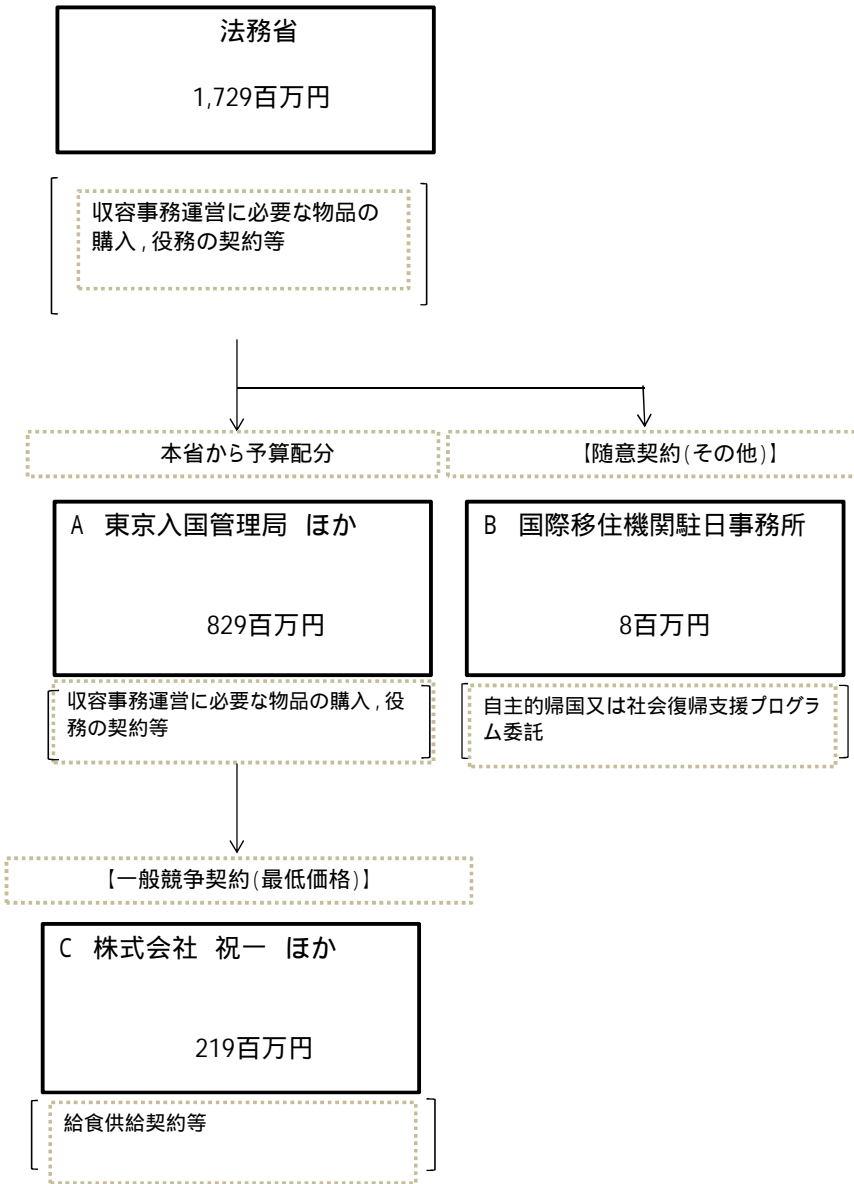 法務省
1,729百万円
収容事務運営に必要な物品の
購入,役務の契約等
本省から予算配分
【随意契約(その他)】
A 東京入国管理局 ほか
829百万円
B 国際移住機関駐日事務所
8百万円
収容事務運営に必要な物品の購入,役
務の契約等
自主的帰国又は社会復帰支援プログラ
ム委託
【一般競争契約(最低価格)】
C 株式会社 祝一 ほか
219百万円
給食供給契約等